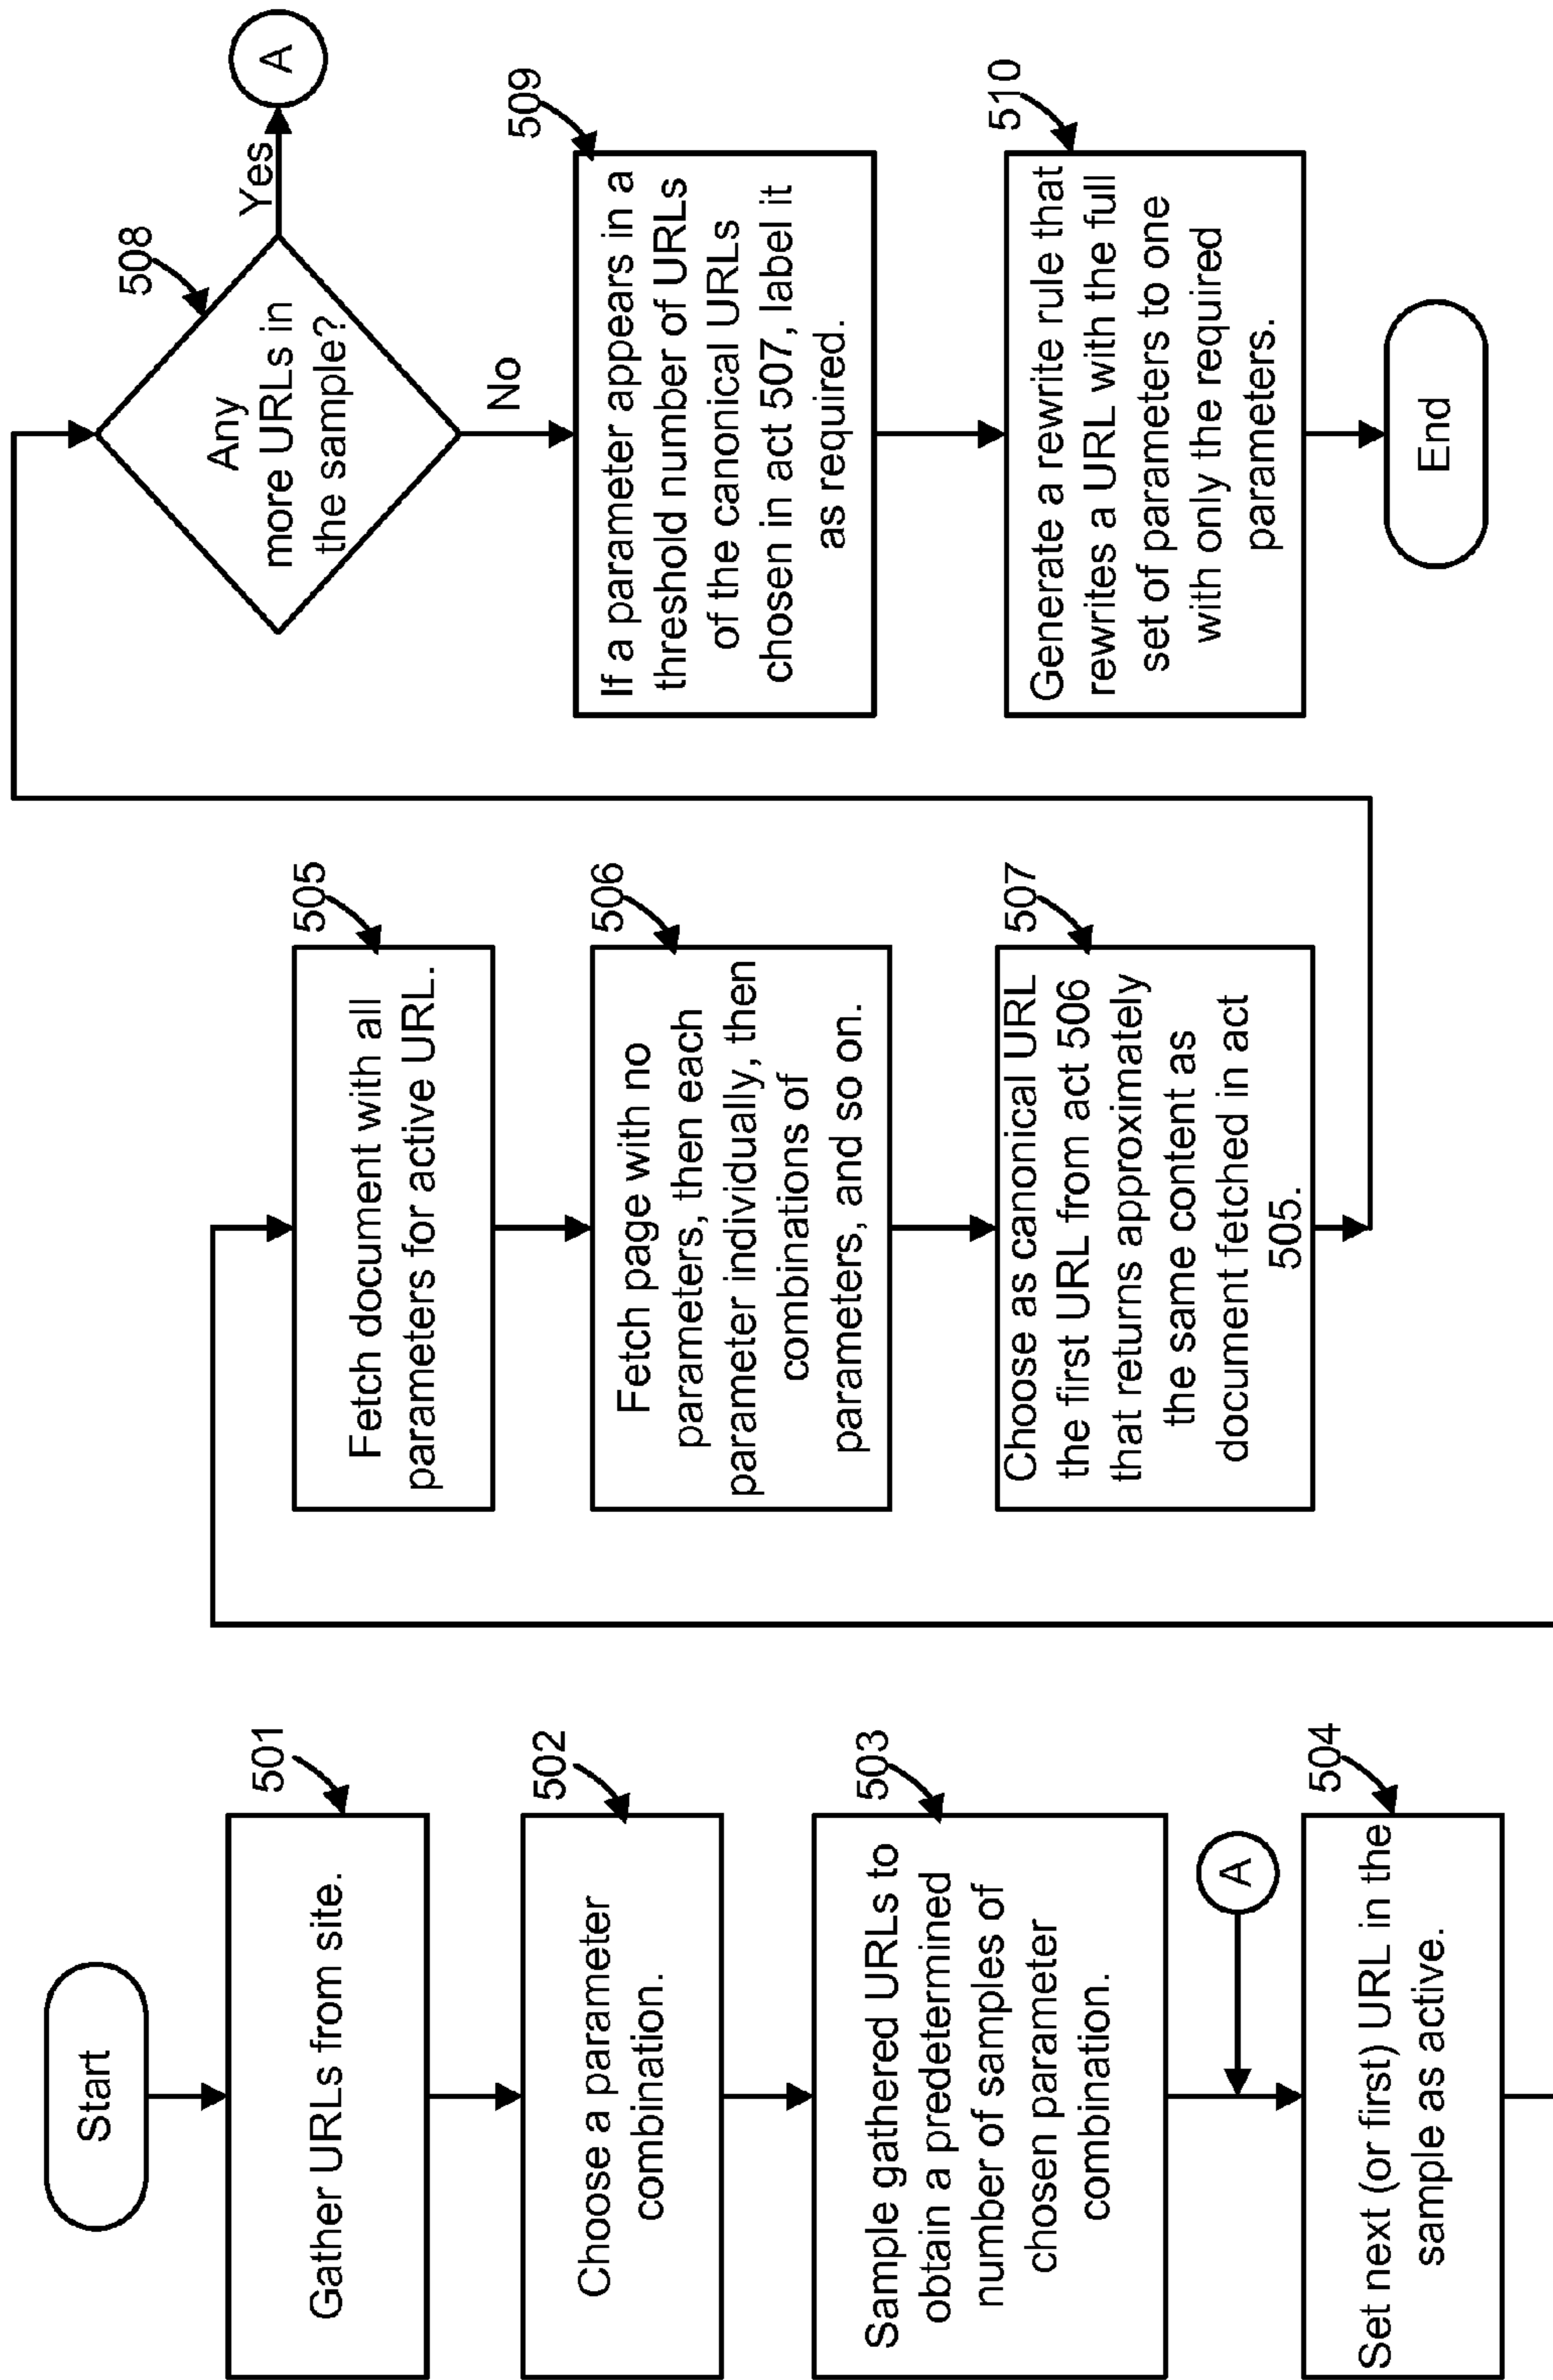 Start
501
Gather URLs from site.
502
Choose a parameter
combination.
503
Sample gathered URLs to
obtain a predetermined
number of samples of
chosen parameter
combination.
A
504
Set next (or first) URL in the
sample as active.
505
Fetch document with all
parameters for active URL.
506
Fetch page with no
parameters, then each
parameter individually, then
combinations of
parameters, and so on.
507
Choose as canonical URL
the first URL from act 506
that returns approximately
the same content as
document fetched in act
505.
508
Any
more URLs in
the sample?
Yes
A
No
509
If a parameter appears in a
threshold number of URLs
of the canonical URLs
chosen in act 507, label it
as required.
510
Generate a rewrite rule that
rewrites a URL with the full
set of parameters to one
with only the required
parameters.
End